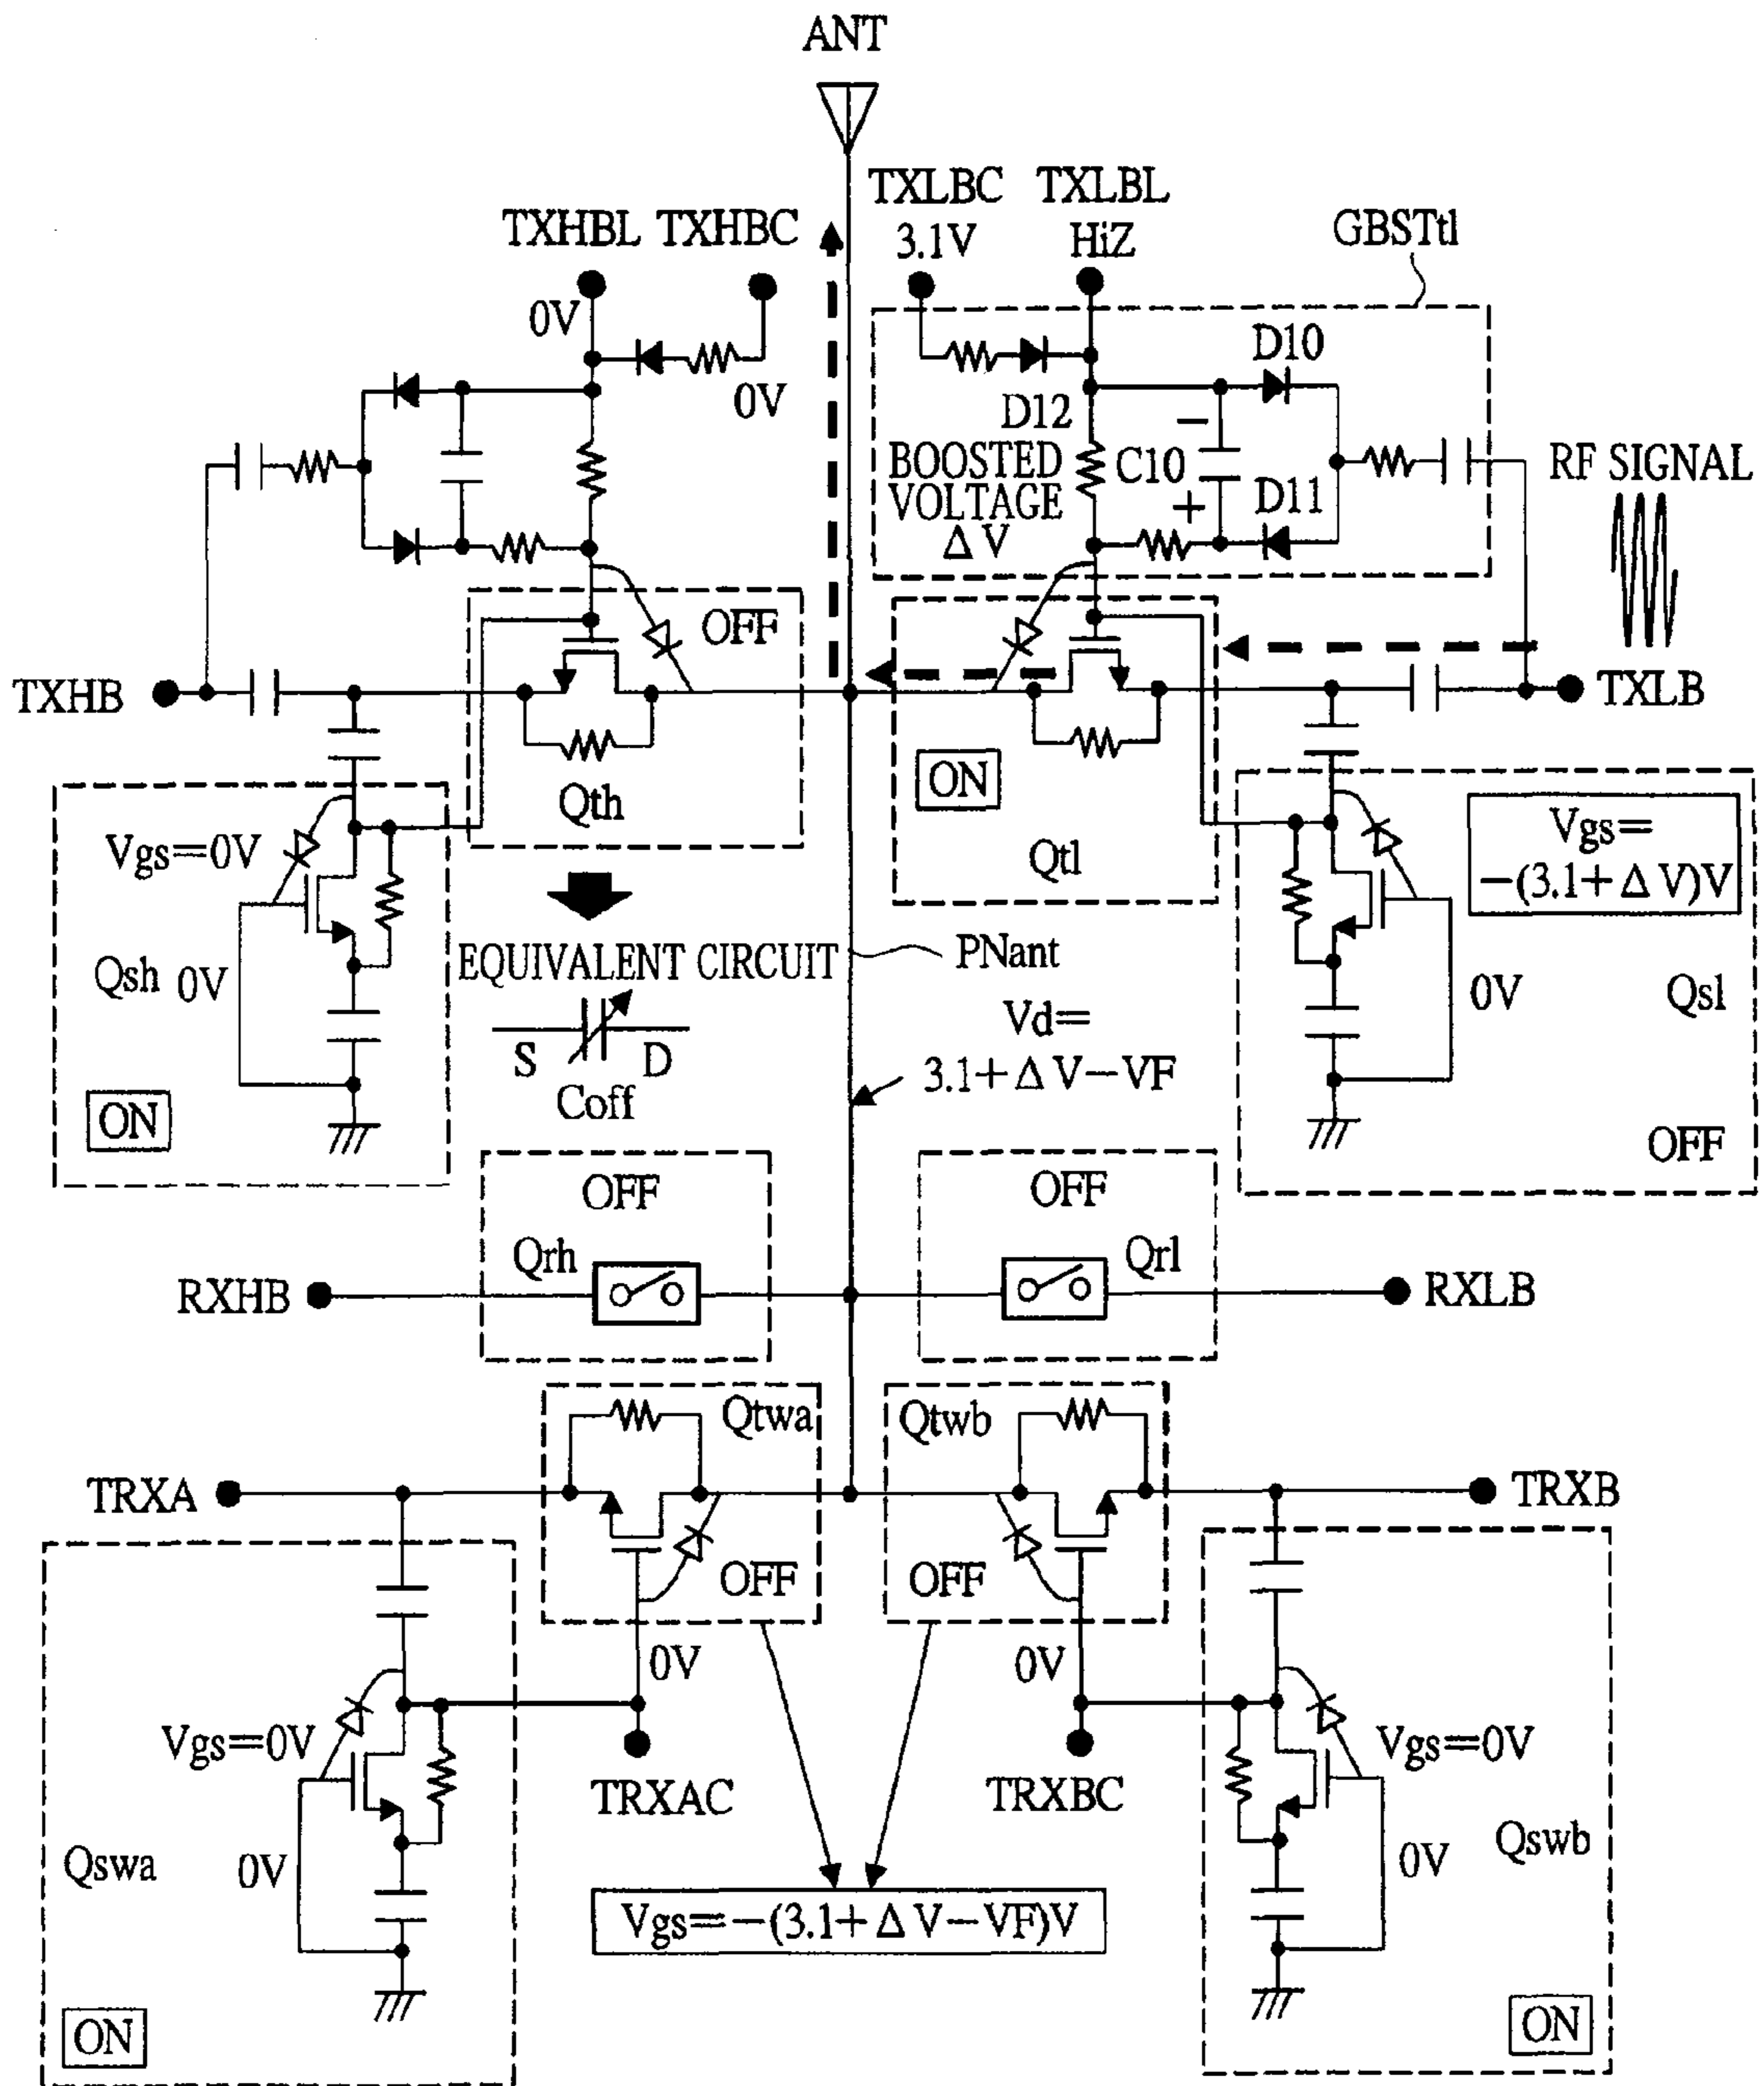 ANT
TXHBL TXHBC
TXLBC TXLBL
3.1V HiZ
GBSTtl
0V
0V
D10
D12
BOOSTED
VOLTAGE
ΔV
C10
−
+
D11
RF SIGNAL
OFF
TXHB
TXLB
Qth
ON
Qtl
Vgs=0V
Qsh
0V
ON
EQUIVALENT CIRCUIT
S
D
Coff
PNant
Vd=
3.1+ΔV−VF
Vgs=
−(3.1+ΔV)V
0V
Qsl
OFF
OFF
OFF
Qrh
Qrl
RXHB
RXLB
Qtwa
Qtwb
TRXA
TRXB
OFF
OFF
0V
0V
TRXAC
TRXBC
Vgs=0V
Vgs=0V
Qswa
0V
0V
Qswb
Vgs=−(3.1+ΔV−VF)V
ON
ON